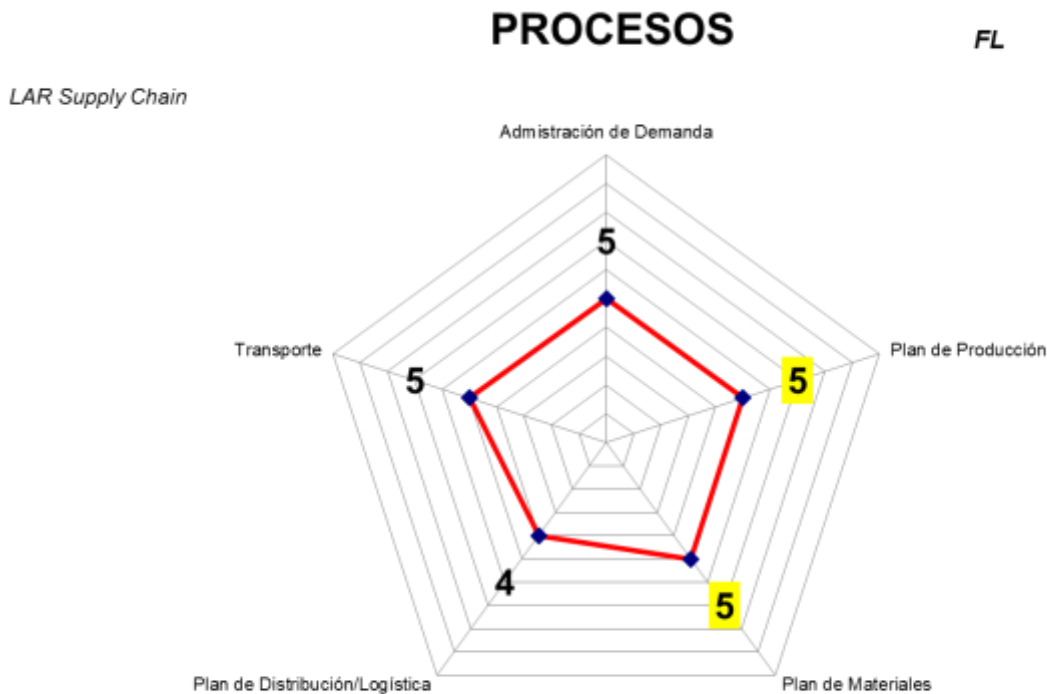 PROCESOS
FL
LAR Supply Chain
Admistración de Demanda
5
Transporte
Plan de Producción
5
5
4
5
Plan de Distribución/Logística
Plan de Materiales